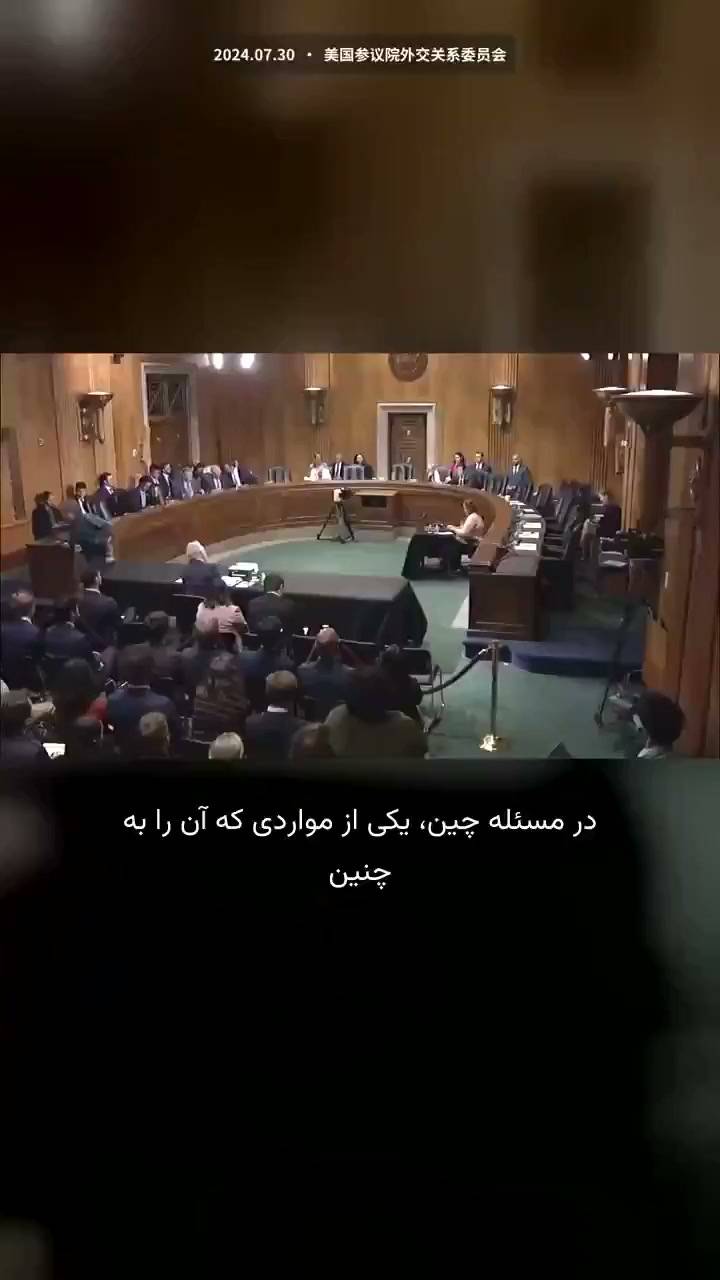 2024.07.30 · 美国参议院外交关系委员会
در مسئله چین، یکی از مواردی که آن را به
چنین